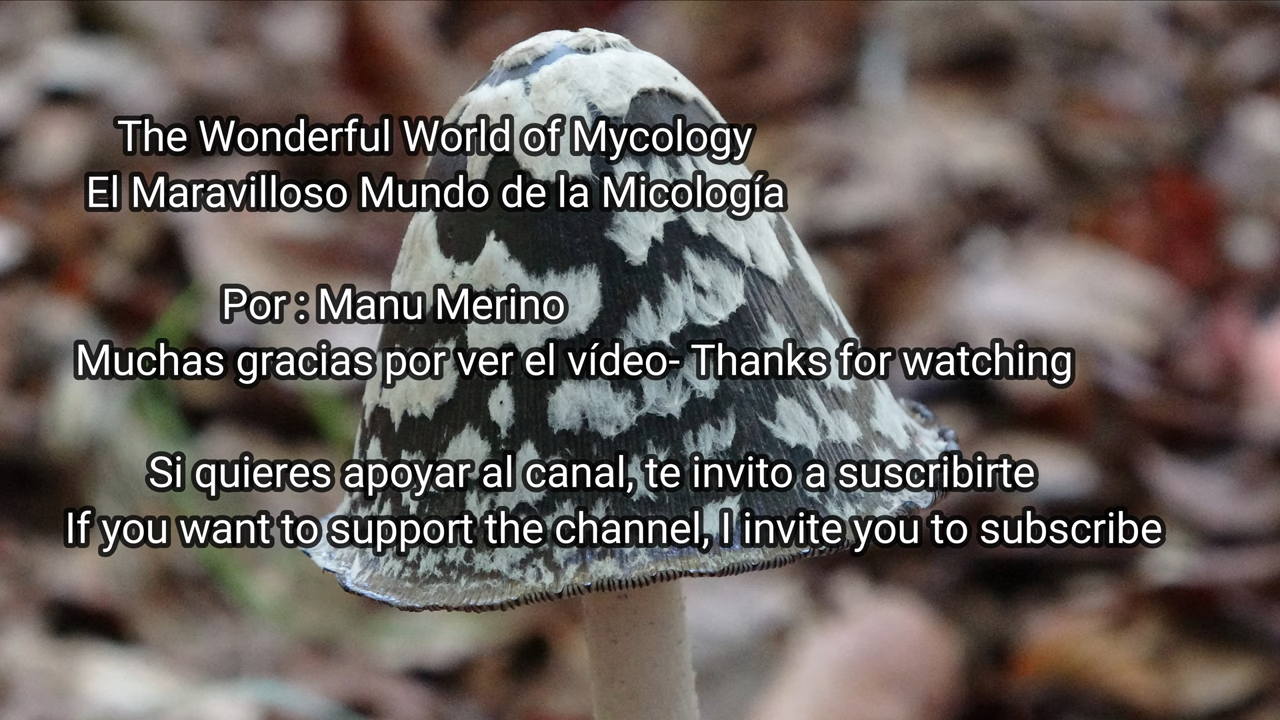 The Wonderful World of Mycology
El Maravilloso Mundo de la Micología
Por : Manu Merino
Muchas gracias por ver el vídeo- Thanks for watching
Si quieres apoyar al canal, te invito a suscribirte
If you want to support the channel, I invite you to subscribe